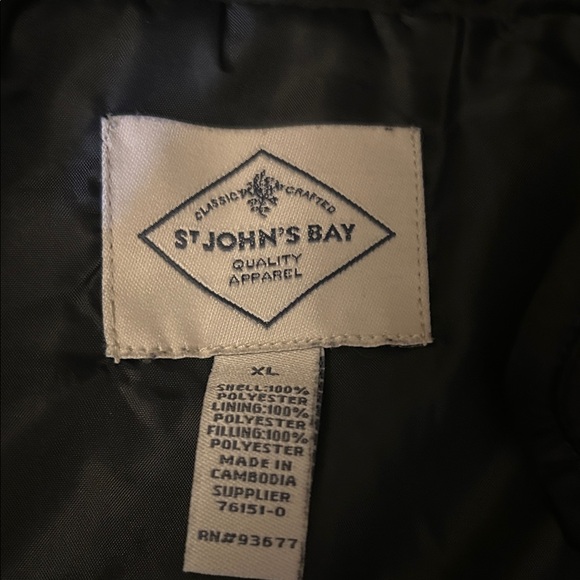 CLASSICALLY CRAFTED
ST JOHN'S BAY
QUALITY
APPAREL
XL
SHELL:100%
POLYESTER
LINING:100%
POLYESTER
FILLING:100%
POLYESTER
MADE IN
CAMBODIA
SUPPLIER
76151-0
RN#93677